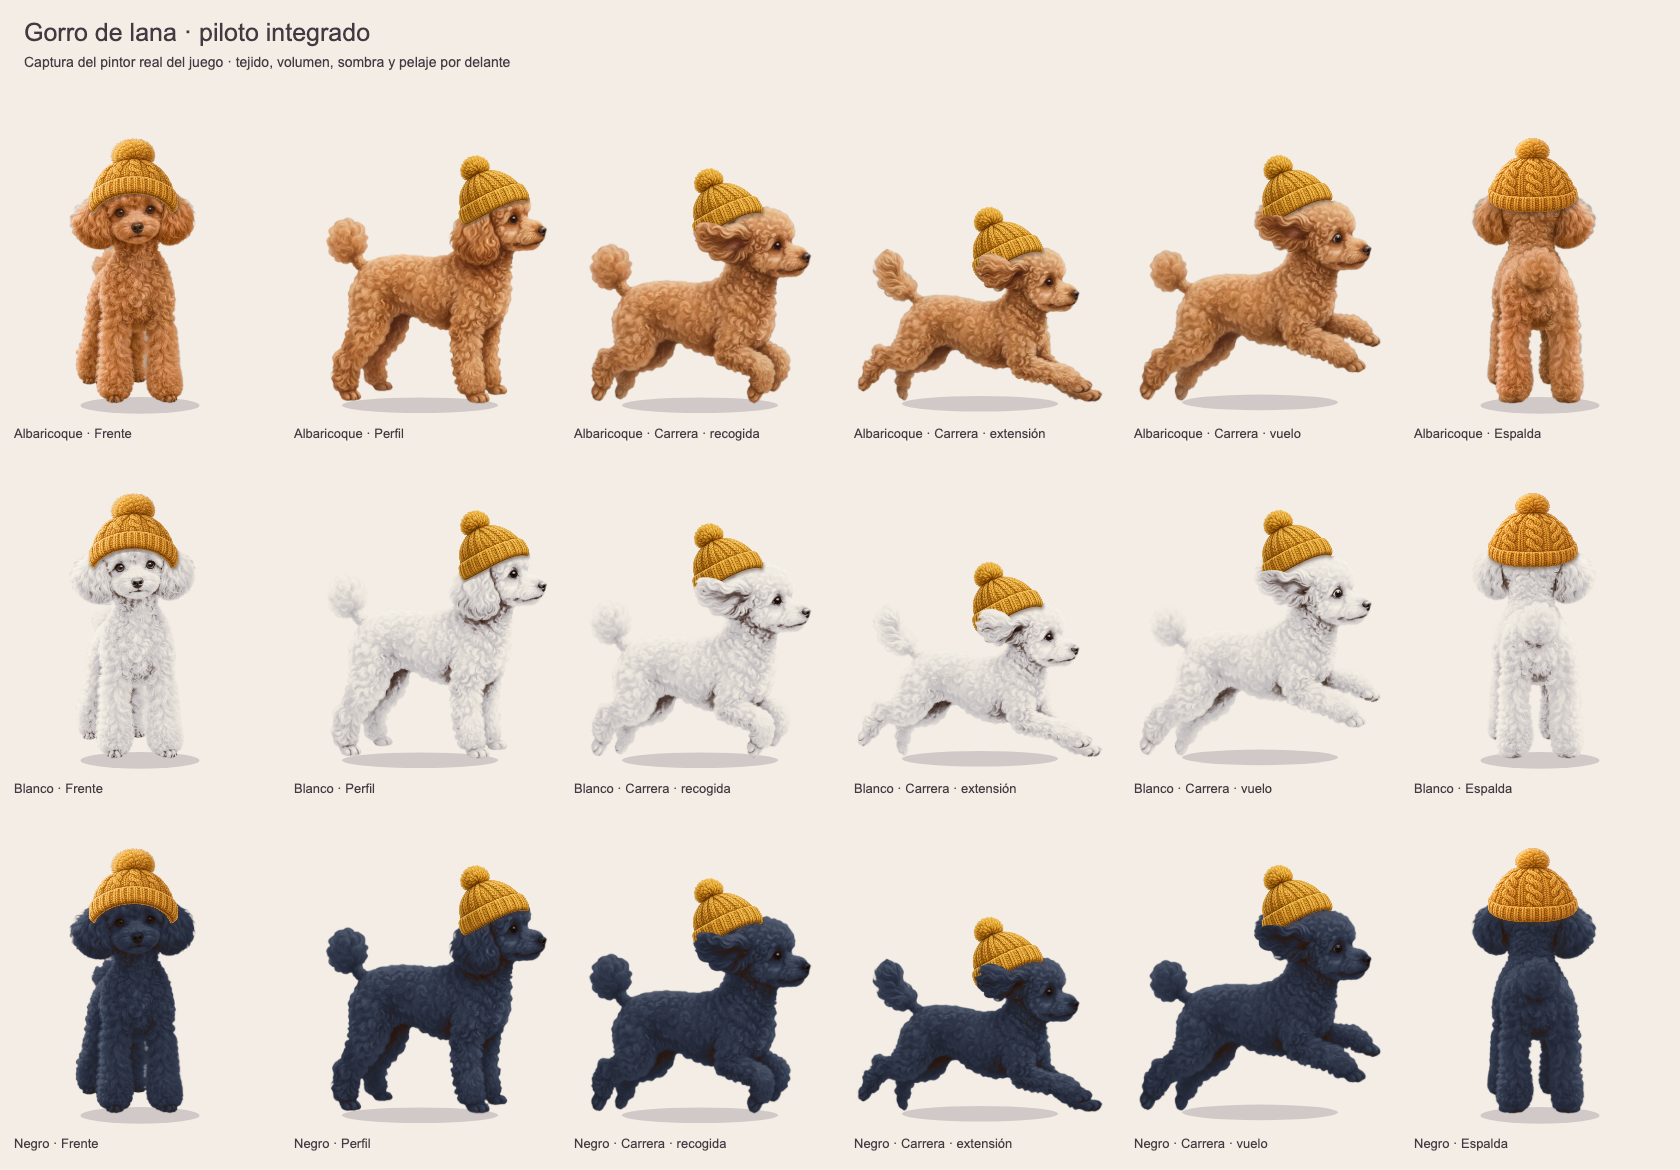 Gorro de lana · piloto integrado
Captura del pintor real del juego · tejido, volumen, sombra y pelaje por delante
Albaricoque · Frente
Albaricoque · Perfil
Albaricoque · Carrera · recogida
Albaricoque · Carrera · extensión
Albaricoque · Carrera · vuelo
Albaricoque · Espalda
Blanco · Frente
Blanco · Perfil
Blanco · Carrera · recogida
Blanco · Carrera · extensión
Blanco · Carrera · vuelo
Blanco · Espalda
Negro · Frente
Negro · Perfil
Negro · Carrera · recogida
Negro · Carrera · extensión
Negro · Carrera · vuelo
Negro · Espalda